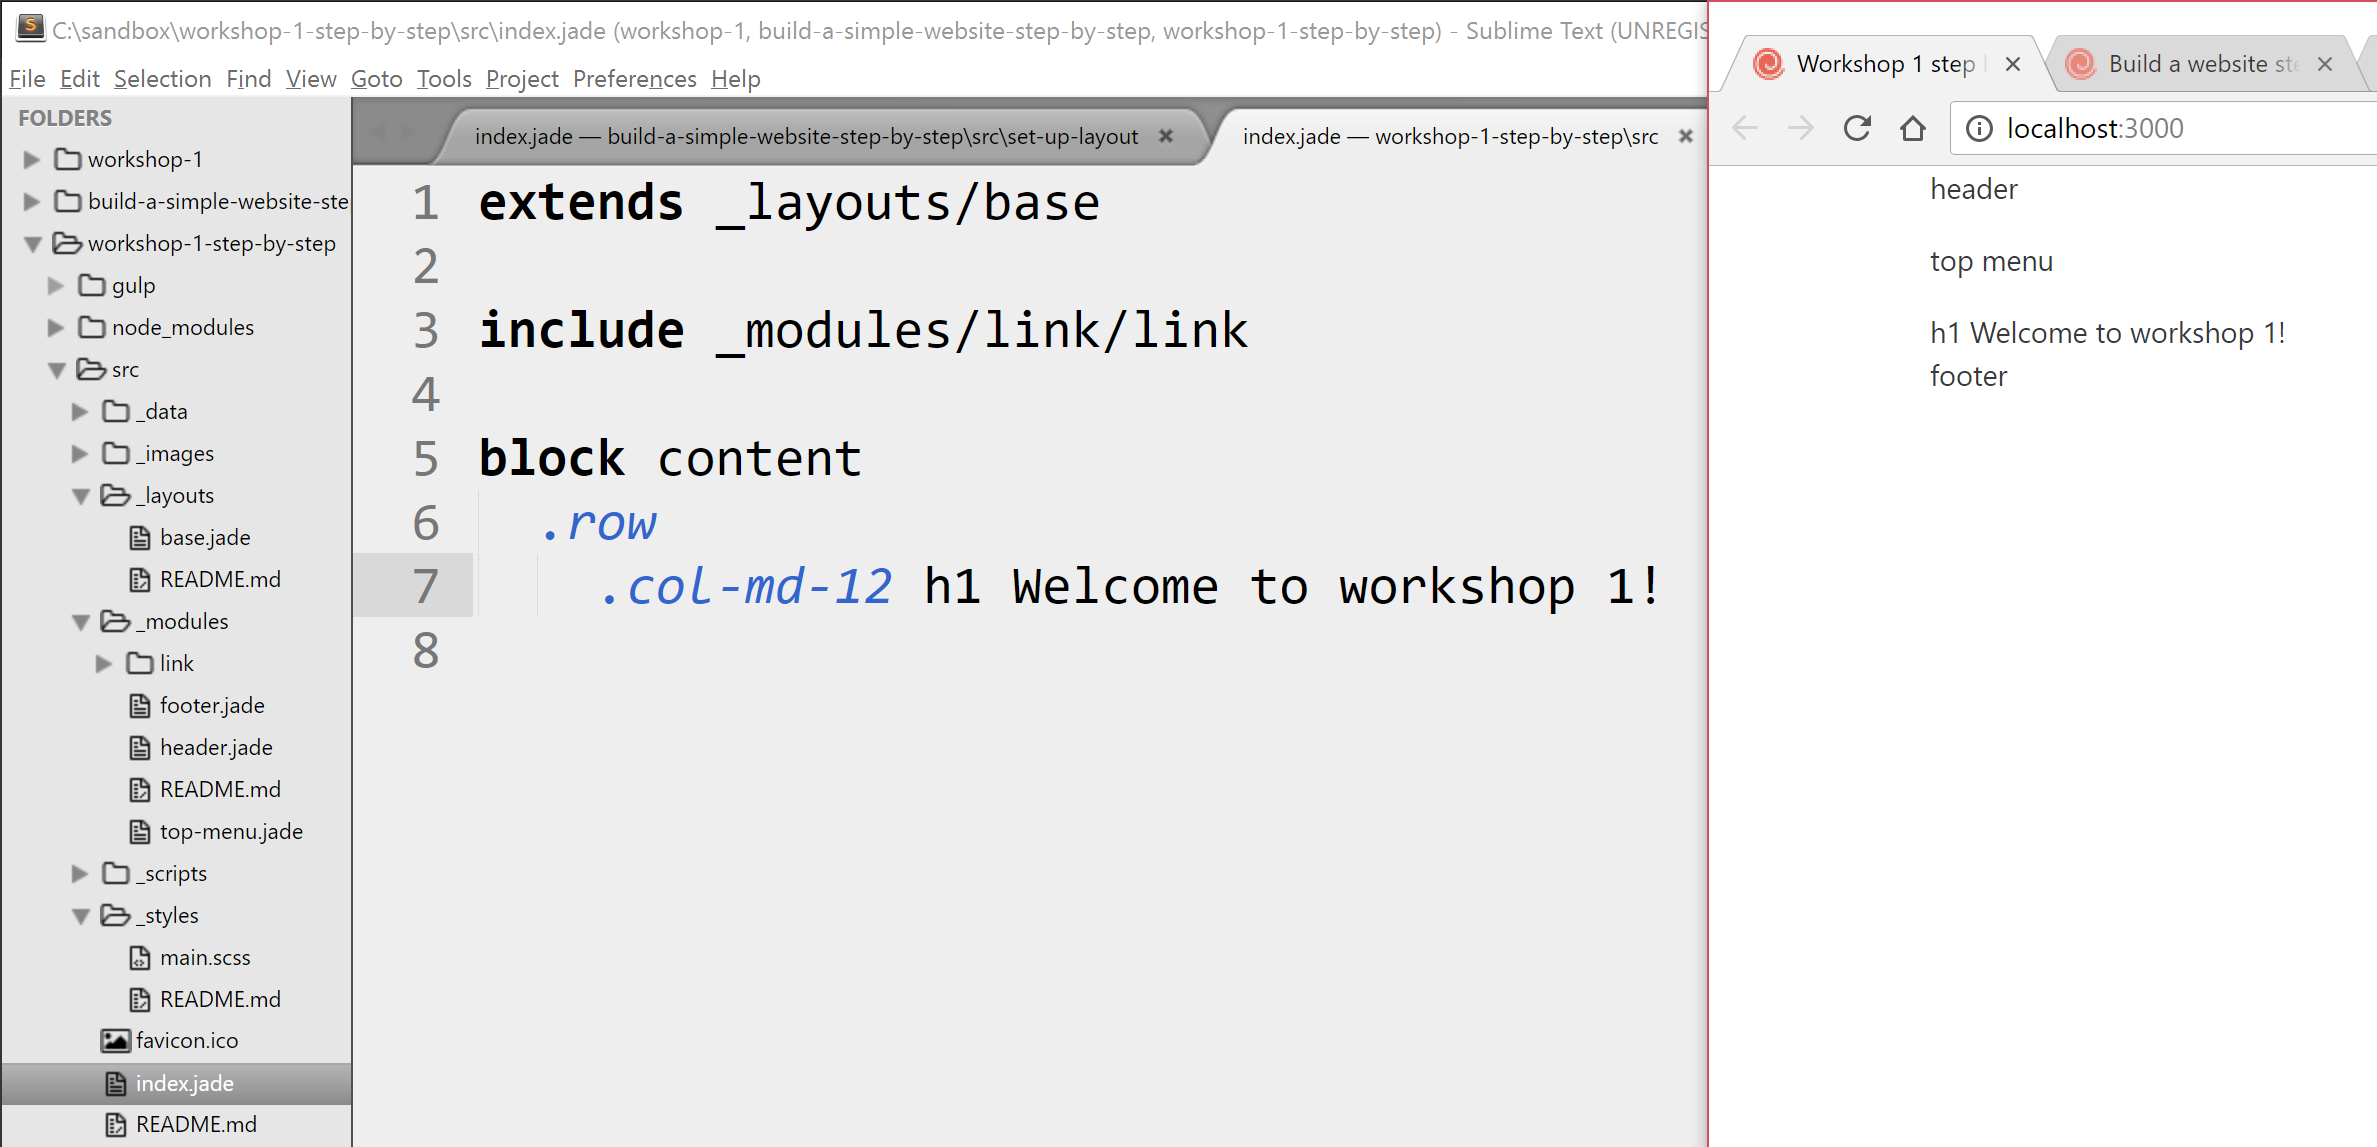 C:\sandbox\workshop-1-step-by-step\src\index.jade (workshop-1, build-a-simple-website-step-by-step, workshop-1-step-by-step) - Sublime Text (UNREGIS
File Edit Selection Find View Goto Tools Project Preferences Help
FOLDERS
workshop-1
build-a-simple-website-ste
workshop-1-step-by-step
gulp
node_modules
src
_data
_images
_layouts
base.jade
README.md
_modules
link
footer.jade
header.jade
README.md
top-menu.jade
_scripts
_styles
main.scss
README.md
favicon.ico
index.jade
README.md
index.jade — build-a-simple-website-step-by-step\src\set-up-layout
index.jade — workshop-1-step-by-step\src
1 extends _layouts/base
2
3 include _modules/link/link
4
5 block content
6 .row
7 .col-md-12 h1 Welcome to workshop 1!
8
Workshop 1 step
Build a website ste
localhost:3000
header
top menu
h1 Welcome to workshop 1!
footer